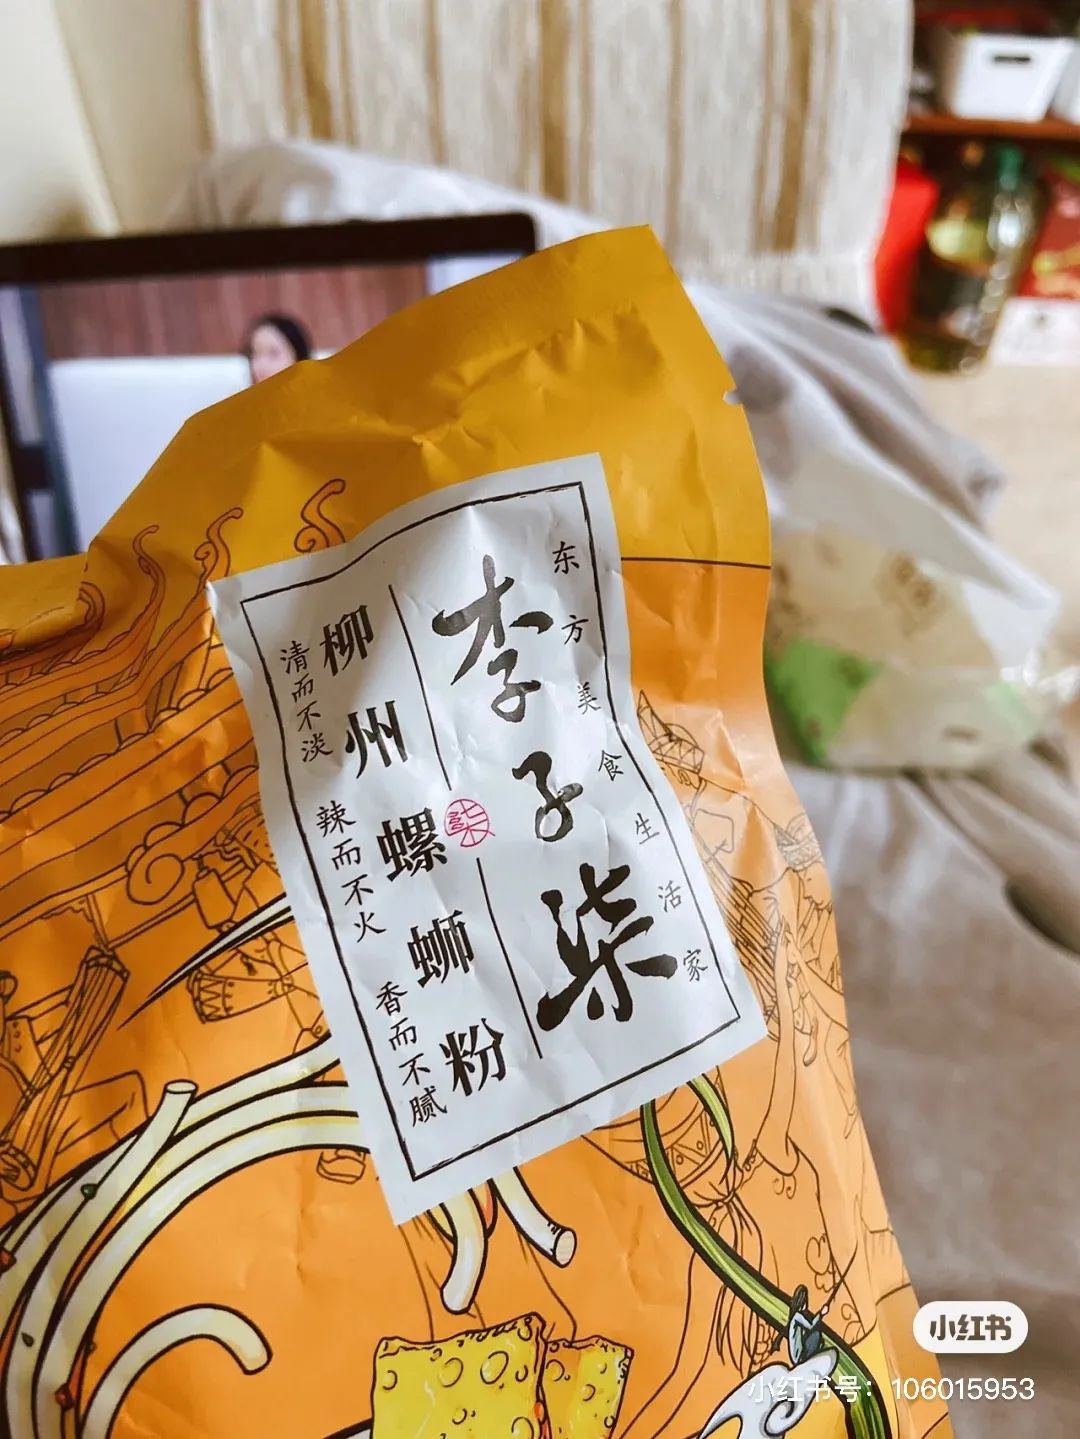 东方美食生活家
李子柒
柒
柳州螺蛳粉
清而不淡
辣而不火
香而不腻
小红书
小红书号：106015953